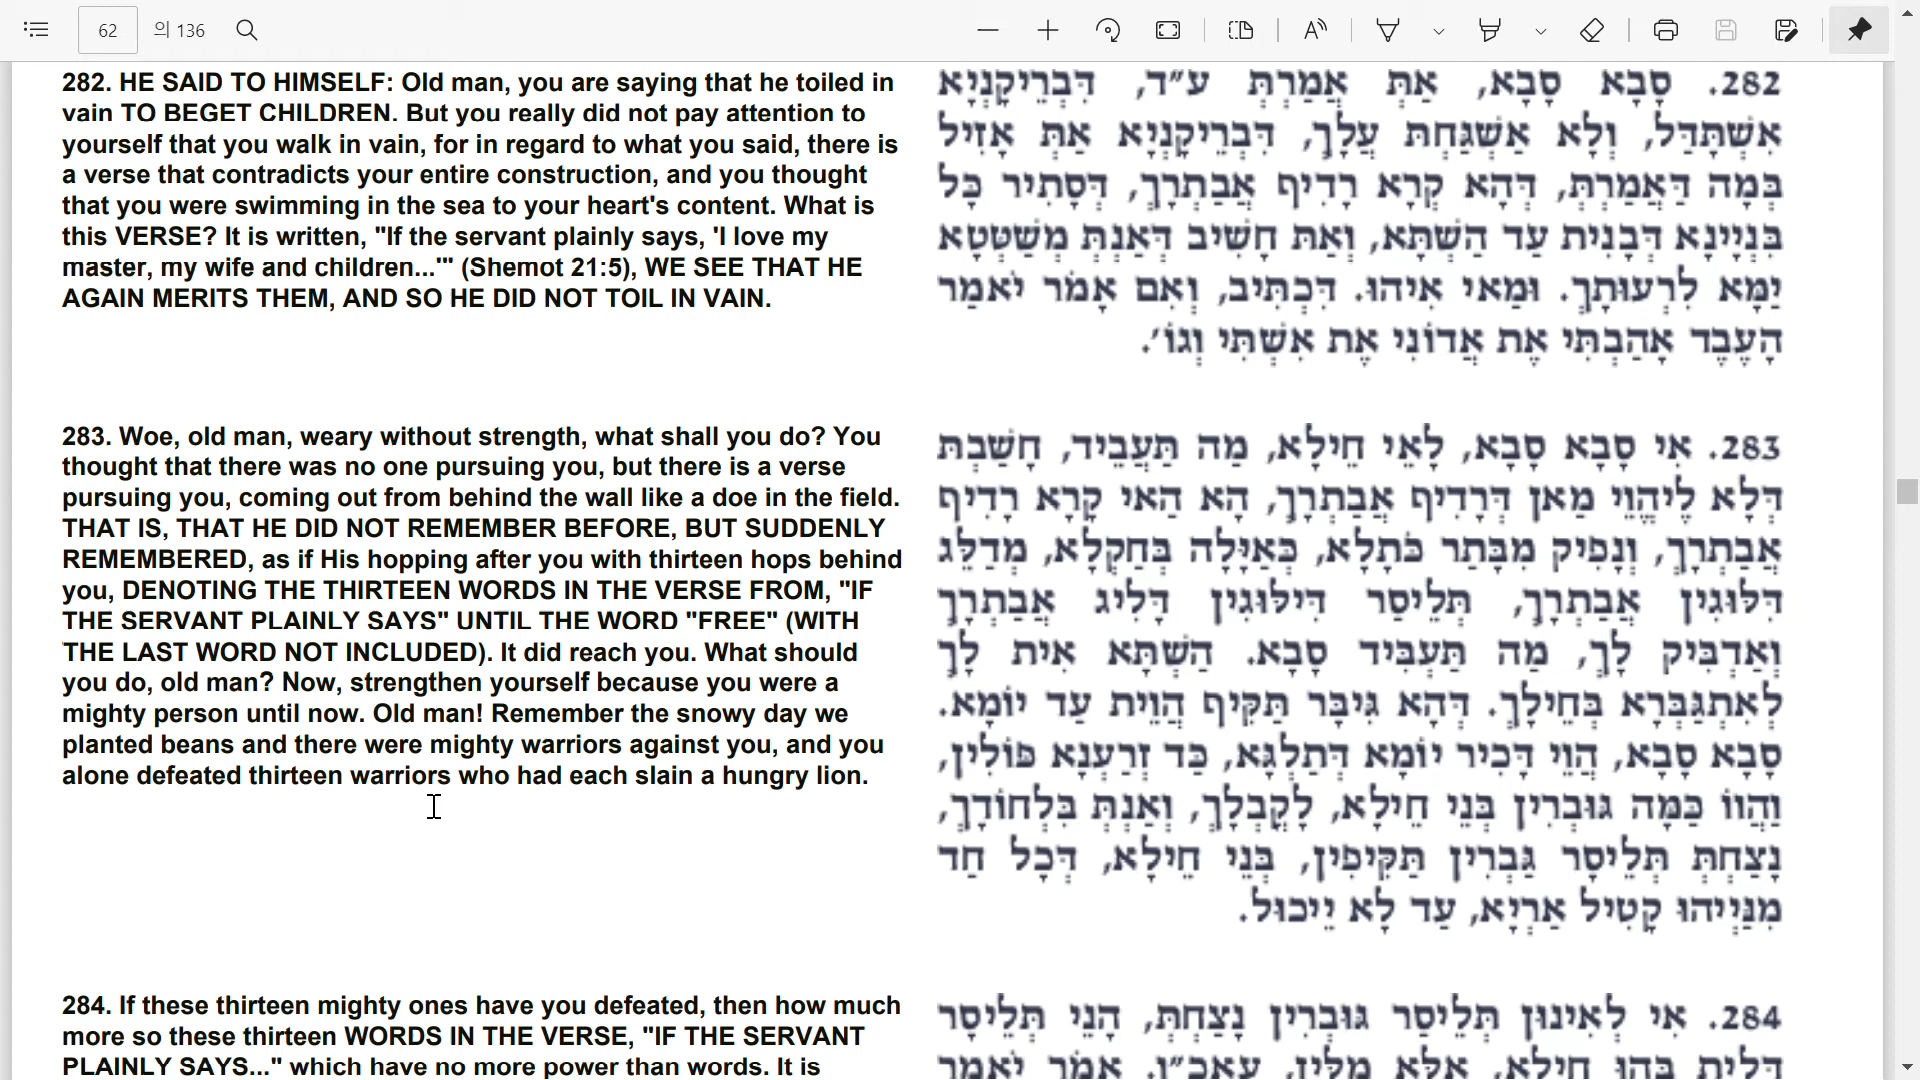 62 의 136
282. HE SAID TO HIMSELF: Old man, you are saying that he toiled in
vain TO BEGET CHILDREN. But you really did not pay attention to
yourself that you walk in vain, for in regard to what you said, there is
a verse that contradicts your entire construction, and you thought
that you were swimming in the sea to your heart's content. What is
this VERSE? It is written, "If the servant plainly says, 'I love my
master, my wife and children...'" (Shemot 21:5), WE SEE THAT HE
AGAIN MERITS THEM, AND SO HE DID NOT TOIL IN VAIN.
282. סָבָא סָבָא, אַתְּ אֲמַרְתְּ ע״ד, דִּבְרֵיקָנְיָא
אִשְׁתָּדַּל, וְלָא אַשְׁגַּחַת עֲלָךְ, דִּבְרֵיקָנְיָא אַתְּ אָזִיל
בְּמָה דַּאֲמַרְתְּ, דְּהָא קְרָא רָדִיף אֲבַתְרָךְ, דְּסָתִיר כָּל
בִּנְיָינָא דְּבָנִית עַד הַשְׁתָּא, וְאַת חָשִׁיב דְּאַנְתְּ מְשַׁטְּטָא
יַמָּא לִרְעוּתָךְ. וּמַאי אִיהוּ. דִּכְתִּיב, וְאִם אָמֹר יֹאמַר
הָעֶבֶד אָהַבְתִּי אֶת אֲדוֹנִי אֶת אִשְׁתִּי וְגוֹ׳.
283. Woe, old man, weary without strength, what shall you do? You
thought that there was no one pursuing you, but there is a verse
pursuing you, coming out from behind the wall like a doe in the field.
THAT IS, THAT HE DID NOT REMEMBER BEFORE, BUT SUDDENLY
REMEMBERED, as if His hopping after you with thirteen hops behind
you, DENOTING THE THIRTEEN WORDS IN THE VERSE FROM, "IF
THE SERVANT PLAINLY SAYS" UNTIL THE WORD "FREE" (WITH
THE LAST WORD NOT INCLUDED). It did reach you. What should
you do, old man? Now, strengthen yourself because you were a
mighty person until now. Old man! Remember the snowy day we
planted beans and there were mighty warriors against you, and you
alone defeated thirteen warriors who had each slain a hungry lion.
283. אִי סָבָא סָבָא, לָאֵי חֵילָא, מַה תַּעֲבֵיד, חָשַׁבְתְּ
דְּלָא לֶיהֱוֵי מַאן דְּרָדִיף אֲבַתְרָךְ, הָא הַאי קְרָא רָדִיף
אֲבַתְרָךְ, וְנָפִיק מִבָּתַר כֹּתָלָא, כְּאַיָּלָה בְּחַקְלָא, מְדַלֵּג
דִּלּוּגִין אֲבַתְרָךְ, תְּלֵיסַר דִּילּוּגִין דָּלִיג אֲבַתְרָךְ
וְאַדְבִּיק לָךְ, מַה תַּעְבִּיד סָבָא. הַשְׁתָּא אִית לָךְ
לְאִתְגַּבְּרָא בְּחֵילָךְ. דְּהָא גִּיבָּר תַּקִּיף הֲוֵית עַד יוֹמָא.
סָבָא סָבָא, הֲוֵי דָּכִיר יוֹמָא דְּתַלְגָּא, כַּד זְרַעְנָא פּוֹלִין,
וַהֲווֹ כַּמָּה גּוּבְרִין בְּנֵי חֵילָא, לָקֳבְלָךְ, וְאַנְתְּ בִּלְחוֹדָךְ,
נָצַחְתְּ תְּלֵיסָר גַּבְרִין תַּקִּיפִין, בְּנֵי חֵילָא, דְּכָל חַד
מִנַּיְיהוּ קָטִיל אַרְיָא, עַד לָא יֵיכוּל.
284. If these thirteen mighty ones have you defeated, then how much
more so these thirteen WORDS IN THE VERSE, "IF THE SERVANT
PLAINLY SAYS..." which have no more power than words. It is
284. אִי לְאִינּוּן תְּלֵיסַר גּוּבְרִין נָצַחְתְּ, הָנֵי תְּלֵיסָר
דְּלֵית בְּהוּ חֵילָא, אֶלָּא מִלִּין, עאכ״ו. אָמֹר יֹאמַר